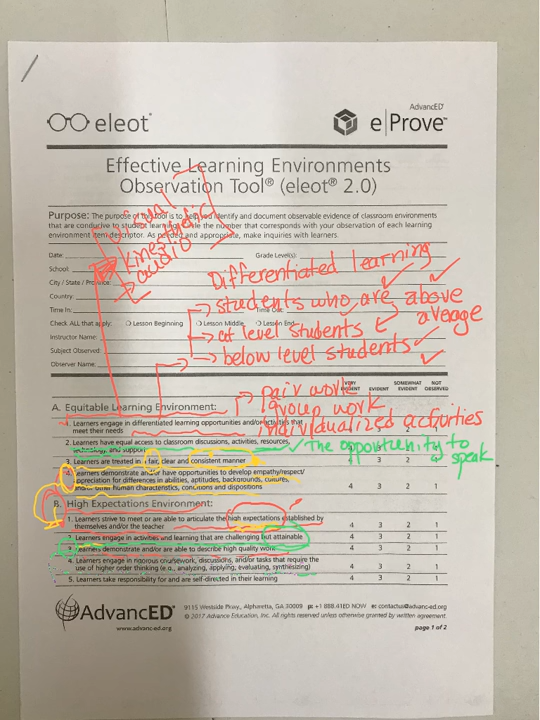 AdvancED
eleot®
e|Prove™
Effective Learning Environments
Observation Tool® (eleot® 2.0)
Purpose: The purpose of this tool is to help you identify and document observable evidence of classroom environments
that are conducive to student learning. Circle the number that corresponds with your observation of each learning
environment item descriptor. As needed and appropriate, make inquiries with learners.
visual
kinesthetic
audio
Date:
Grade Level(s):
School:
Differentiated learning
City / State / Province:
Country:
students who are above
average
Time In:
Time Out:
Check ALL that apply: Lesson Beginning Lesson Middle Lesson End
at level students
Instructor Name:
Subject Observed:
below level students
Observer Name:
VERY EVIDENT EVIDENT SOMEWHAT EVIDENT NOT OBSERVED
pair work
A. Equitable Learning Environment:
group work
individualized activities
1. Learners engage in differentiated learning opportunities and/or activities that
meet their needs
2. Learners have equal access to classroom discussions, activities, resources,
technology, and support
the opportunity to
speak
3. Learners are treated in a fair, clear and consistent manner 4 3 2 1
4. Learners demonstrate and/or have opportunities to develop empathy/respect/
appreciation for differences in abilities, aptitudes, backgrounds, cultures,
and/or other human characteristics, conditions and dispositions 4 3 2 1
B. High Expectations Environment:
1. Learners strive to meet or are able to articulate the high expectations established by
themselves and/or the teacher 4 3 2 1
2. Learners engage in activities and learning that are challenging but attainable 4 3 2 1
3. Learners demonstrate and/or are able to describe high quality work 4 3 2 1
4. Learners engage in rigorous coursework, discussions, and/or tasks that require the
use of higher order thinking (e.g., analyzing, applying, evaluating, synthesizing) 4 3 2 1
5. Learners take responsibility for and are self-directed in their learning 4 3 2 1
AdvancED®
www.advanc-ed.org
9115 Westside Pkwy., Alpharetta, GA 30009 p: +1 888.41ED NOW e: contactus@advanc-ed.org
© 2017 Advance Education, Inc. All rights reserved unless otherwise granted by written agreement.
page 1 of 2